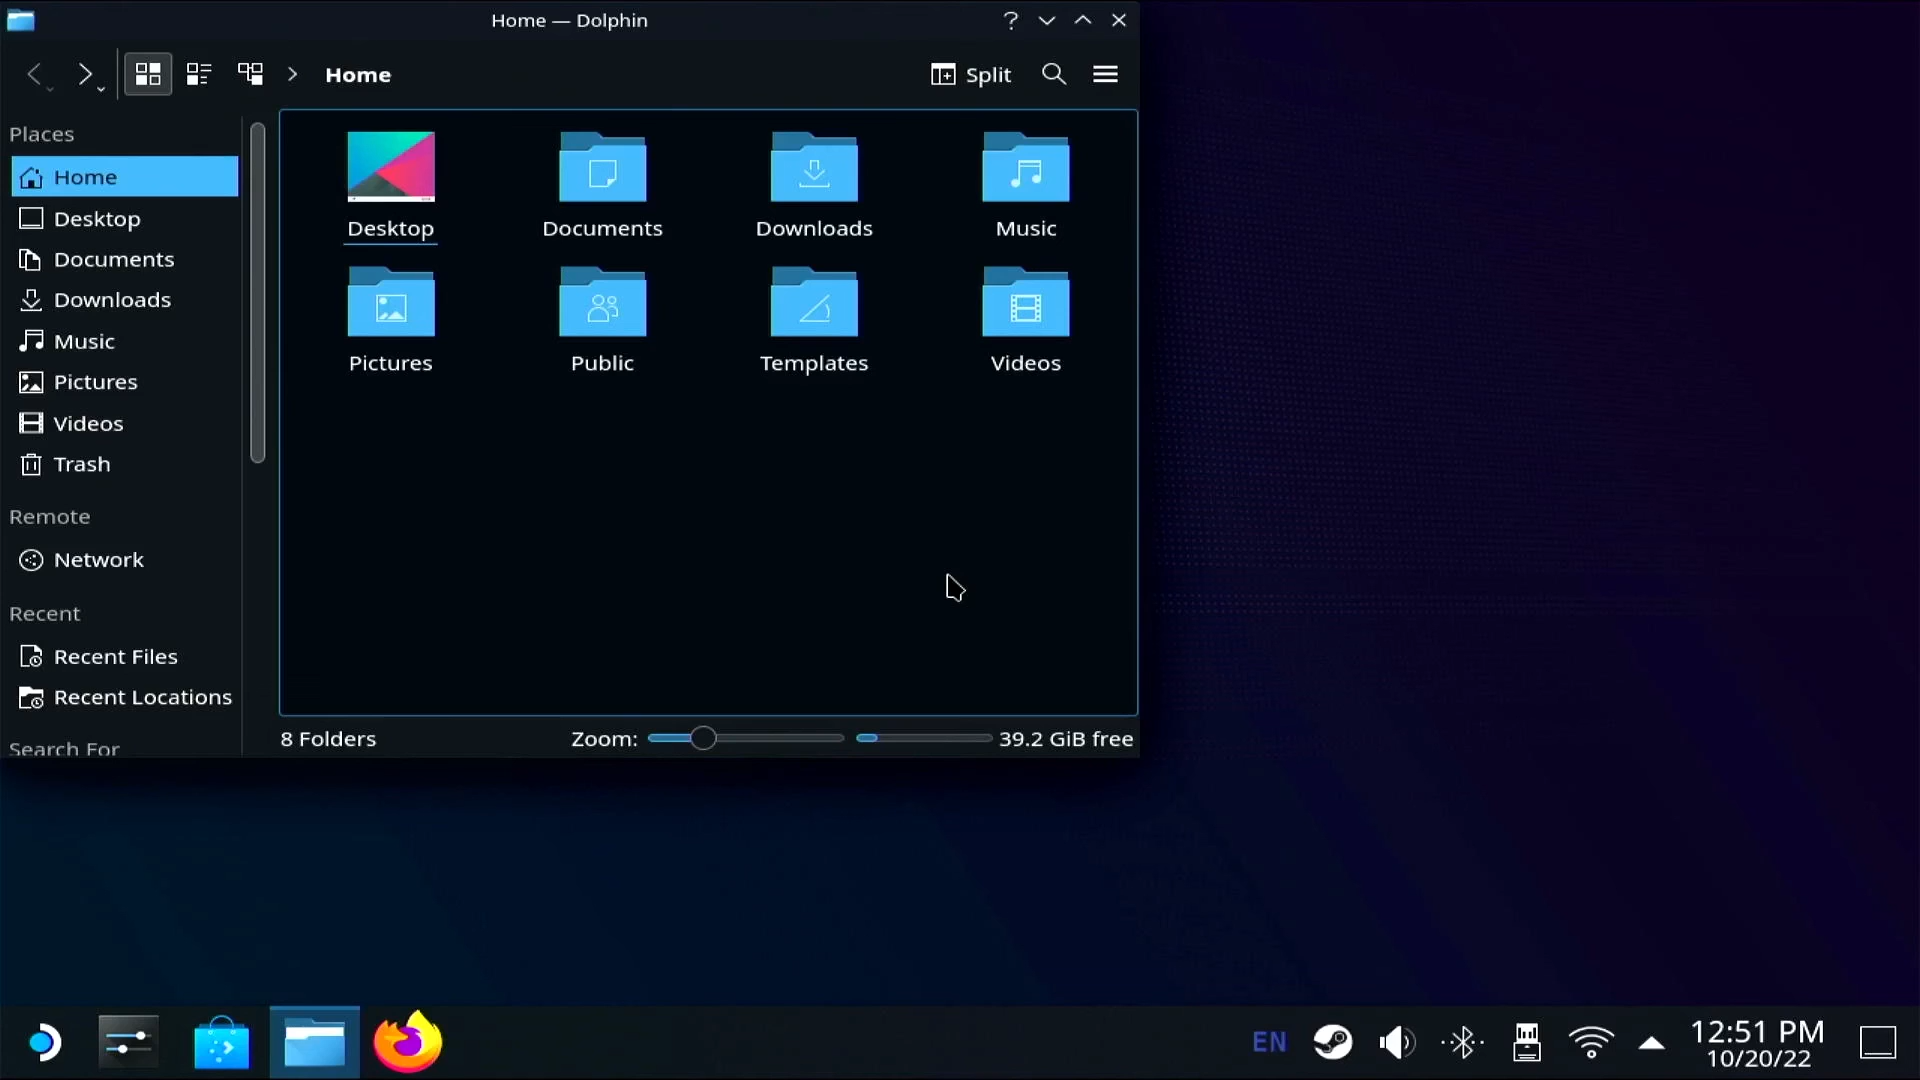 Home — Dolphin
Home
Split
Places
Home
Desktop
Documents
Downloads
Music
Pictures
Videos
Trash
Remote
Network
Recent
Recent Files
Recent Locations
Search For
Desktop
Documents
Downloads
Music
Pictures
Public
Templates
Videos
8 Folders
Zoom:
39.2 GiB free
EN
12:51 PM
10/20/22